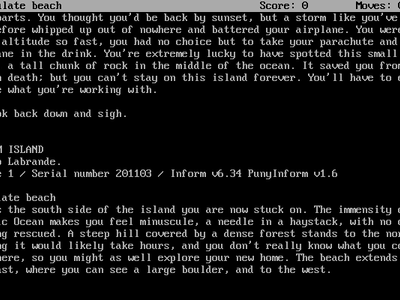 late beach Score: 0 Moves:
parts. You thought you'd be back by sunset, but a storm like you've
efore whipped up out of nowhere and battered your airplane. You were
altitude so fast, you had no choice but to take your parachute and
ane in the drink. You're extremely lucky to have spotted this small
a tall chunk of rock in the middle of the ocean. It saved you from
death; but you can't stay on this island forever. You'll have to
e what you're working with.
ok back down and sigh.
M ISLAND
o Labrande.
e 1 / Serial number 201103 / Inform v6.34 PunyInform v1.6
late beach
the south side of the island you are now stuck on. The immensity
ic Ocean makes you feel minuscule, a needle in a haystack, with no
ng rescued. A steep hill covered by a dense forest stands to the nor
ng it would likely take hours, and you don't really know what you co
here, so you might as well explore your new home. The beach extends
ast, where you can see a large boulder, and to the west.